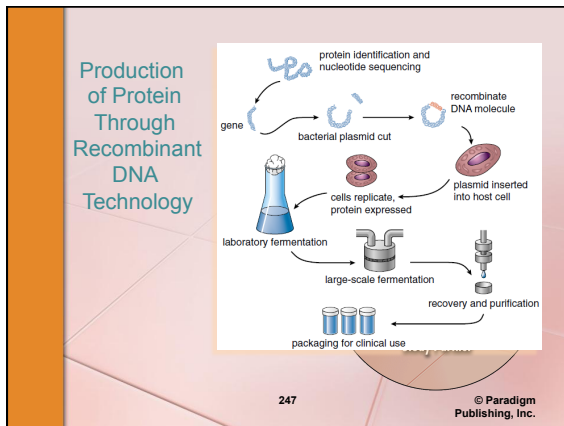 Production
of Protein
Through
Recombinant
DNA
Technology
protein identification and
nucleotide sequencing
gene
bacterial plasmid cut
recombinate
DNA molecule
plasmid inserted
into host cell
cells replicate,
protein expressed
laboratory fermentation
large-scale fermentation
recovery and purification
packaging for clinical use
247
© Paradigm
Publishing, Inc.